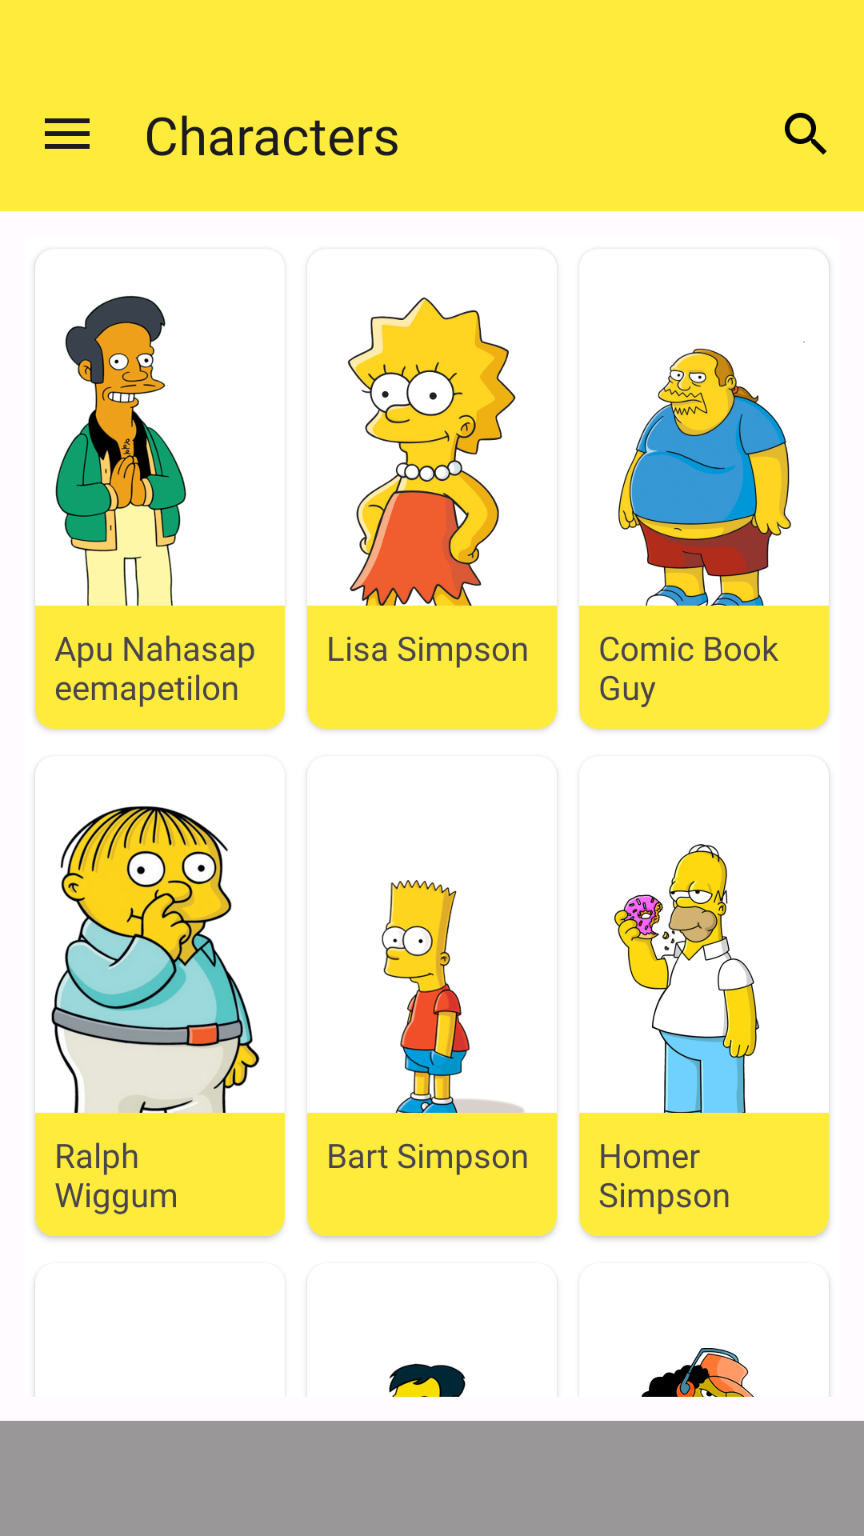 Characters
Apu Nahasap
eemapetilon
Lisa Simpson
Comic Book
Guy
Ralph
Wiggum
Bart Simpson
Homer
Simpson